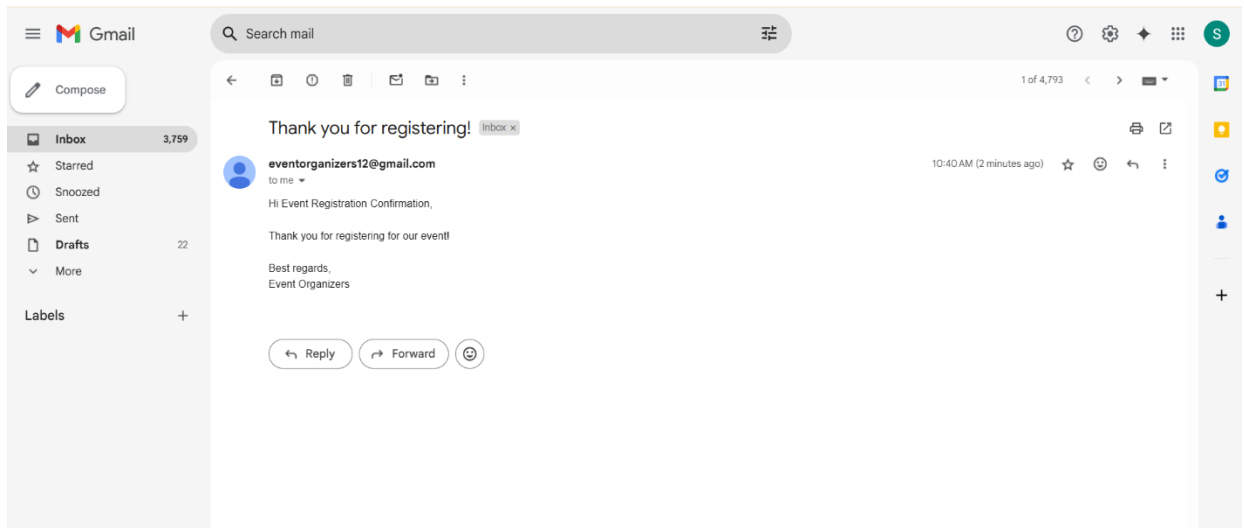 Gmail
Search mail
Compose
1 of 4,793
31
S
Inbox 3,759
Starred
Snoozed
Sent
Drafts 22
More
Labels
Thank you for registering! Inbox ×
eventorganizers12@gmail.com
10:40 AM (2 minutes ago)
to me
Hi Event Registration Confirmation,
Thank you for registering for our event!
Best regards,
Event Organizers
Reply
Forward